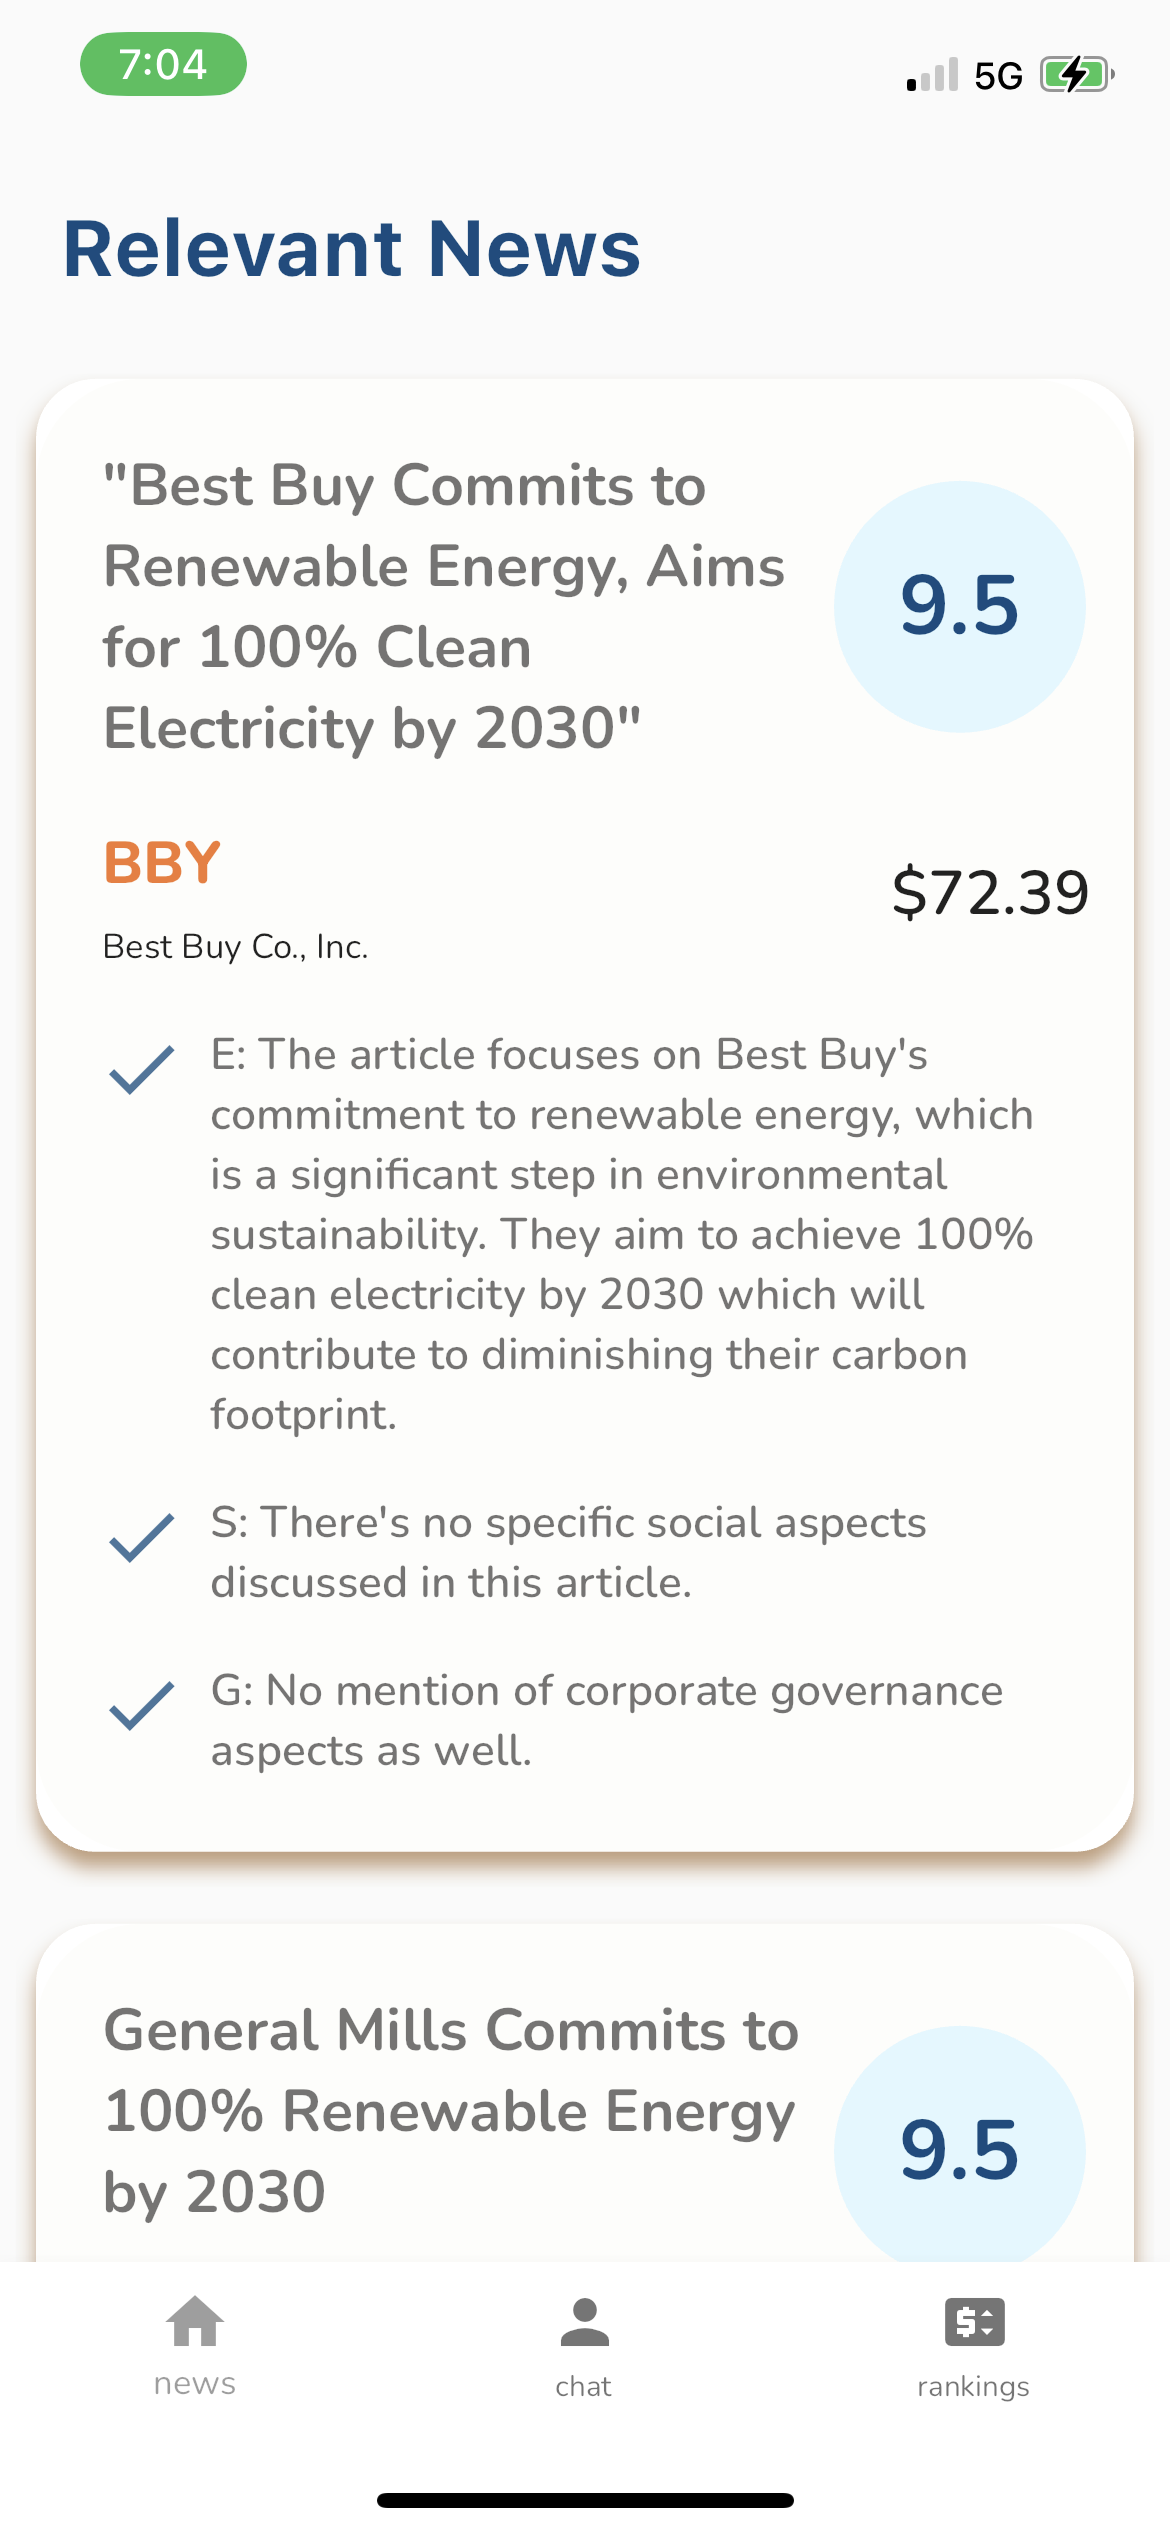 7:04
5G
Relevant News
"Best Buy Commits to
Renewable Energy, Aims
for 100% Clean
Electricity by 2030"
9.5
BBY
$72.39
Best Buy Co., Inc.
E: The article focuses on Best Buy's
commitment to renewable energy, which
is a significant step in environmental
sustainability. They aim to achieve 100%
clean electricity by 2030 which will
contribute to diminishing their carbon
footprint.
S: There's no specific social aspects
discussed in this article.
G: No mention of corporate governance
aspects as well.
General Mills Commits to
100% Renewable Energy
by 2030
9.5
news
chat
rankings